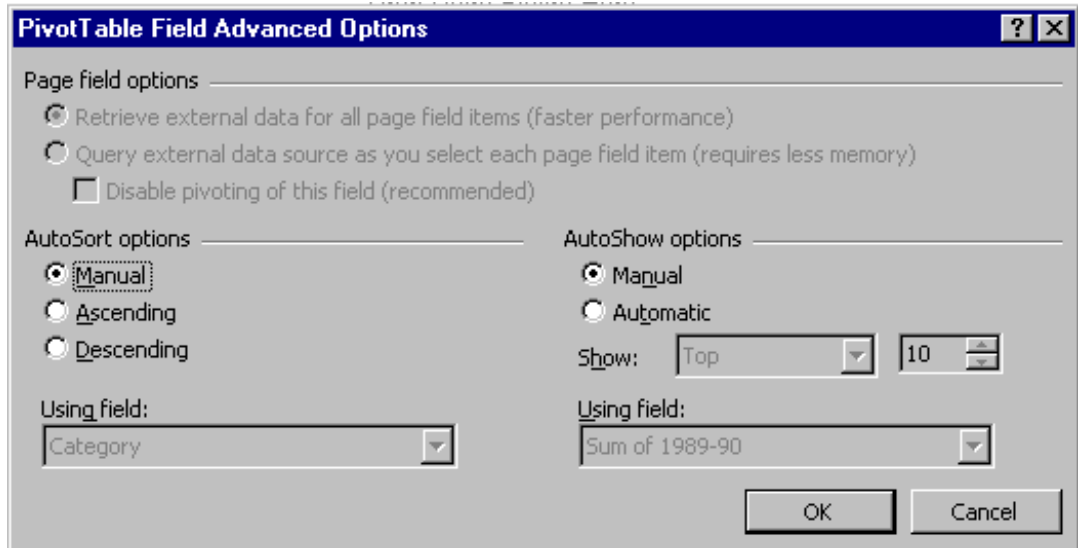 PivotTable Field Advanced Options
Page field options
Retrieve external data for all page field items (faster performance)
Query external data source as you select each page field item (requires less memory)
Disable pivoting of this field (recommended)
AutoSort options
Manual
Ascending
Descending
Using field:
Category
AutoShow options
Manual
Automatic
Show: Top 10
Using field:
Sum of 1989-90
OK Cancel